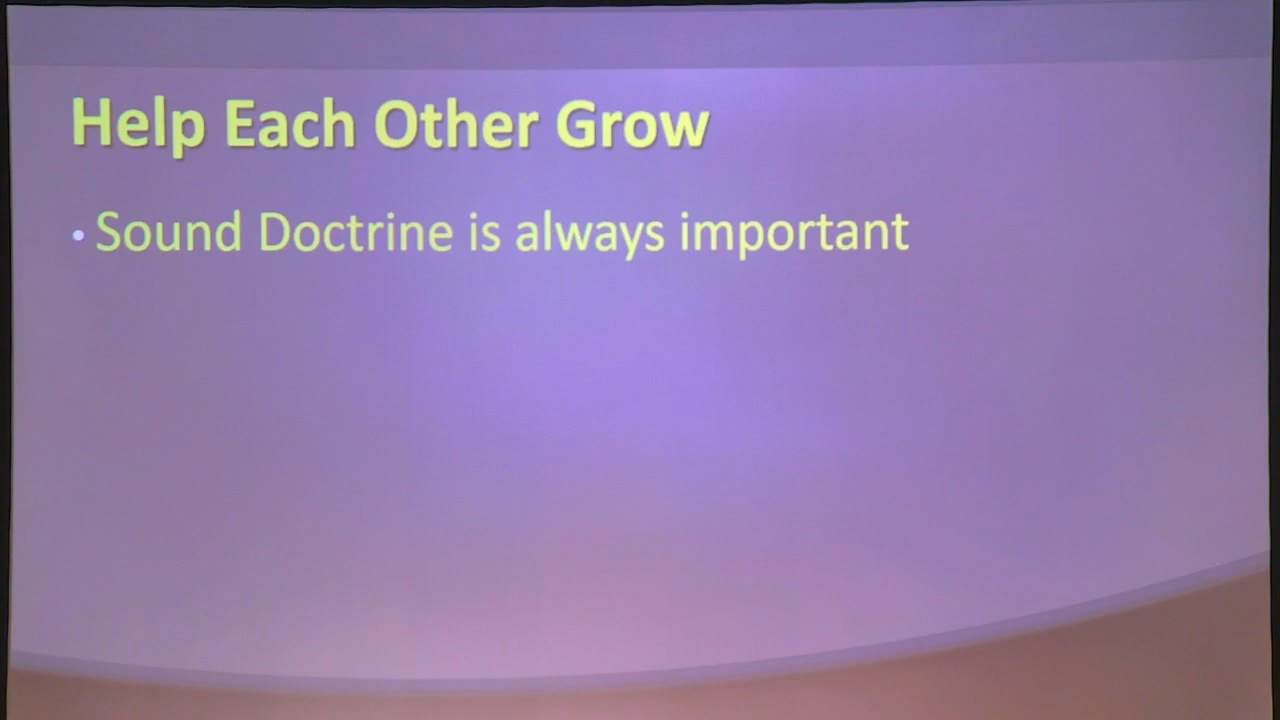 Help Each Other Grow
• Sound Doctrine is always important